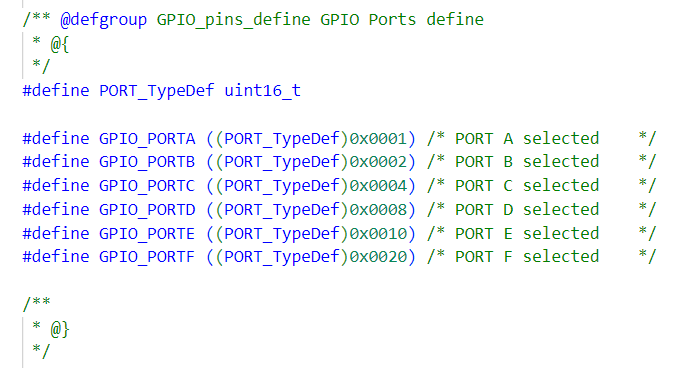 /** @defgroup GPIO_pins_define GPIO Ports define
 * @{
 */
#define PORT_TypeDef uint16_t
#define GPIO_PORTA ((PORT_TypeDef)0x0001) /* PORT A selected    */
#define GPIO_PORTB ((PORT_TypeDef)0x0002) /* PORT B selected    */
#define GPIO_PORTC ((PORT_TypeDef)0x0004) /* PORT C selected    */
#define GPIO_PORTD ((PORT_TypeDef)0x0008) /* PORT D selected    */
#define GPIO_PORTE ((PORT_TypeDef)0x0010) /* PORT E selected    */
#define GPIO_PORTF ((PORT_TypeDef)0x0020) /* PORT F selected    */
/**
 * @}
 */